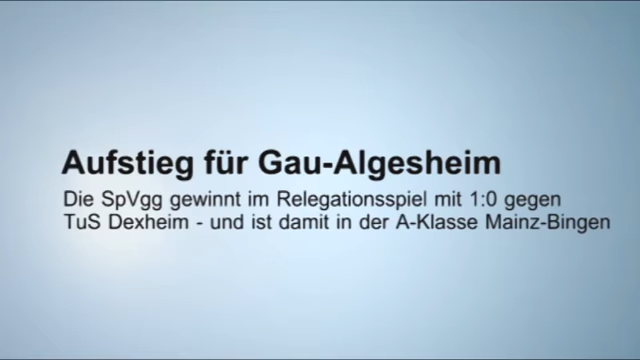 Aufstieg für Gau-Algesheim
Die SpVgg gewinnt im Relegationsspiel mit 1:0 gegen
TuS Dexheim - und ist damit in der A-Klasse Mainz-Bingen